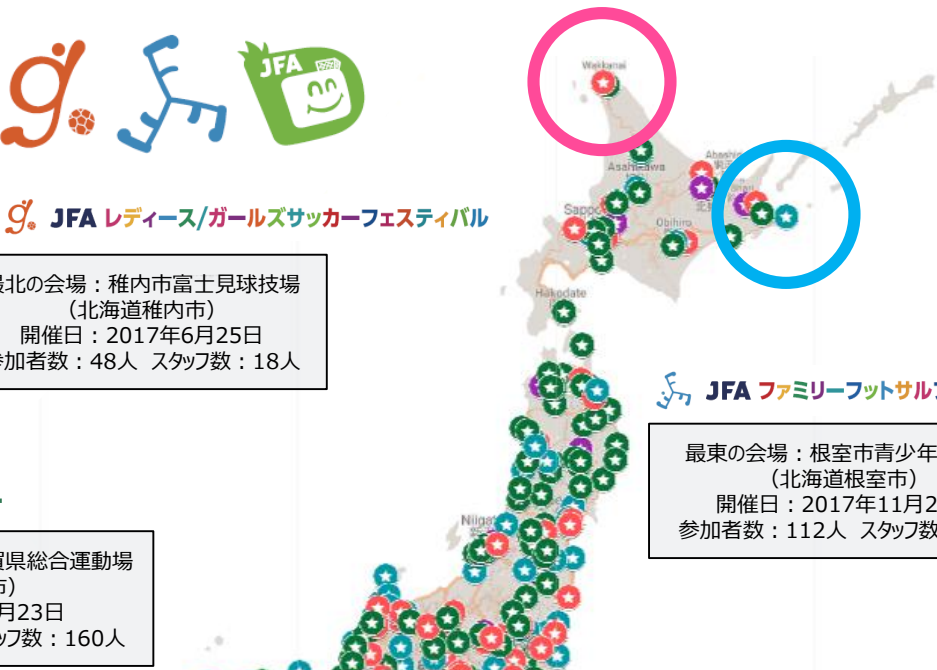 JFA
Wakkanai
Asahikawa
Sappo
Obihiro
Hakodate
JFA レディース/ガールズサッカーフェスティバル
最北の会場：稚内市富士見球技場
（北海道稚内市）
開催日：2017年6月25日
参加者数：48人 スタッフ数：18人
JFA ファミリーフットサルフ
最東の会場：根室市青少年
（北海道根室市）
開催日：2017年11月2
参加者数：112人 スタッフ数
Niiga
賀県総合運動場
市）
月23日
ッフ数：160人